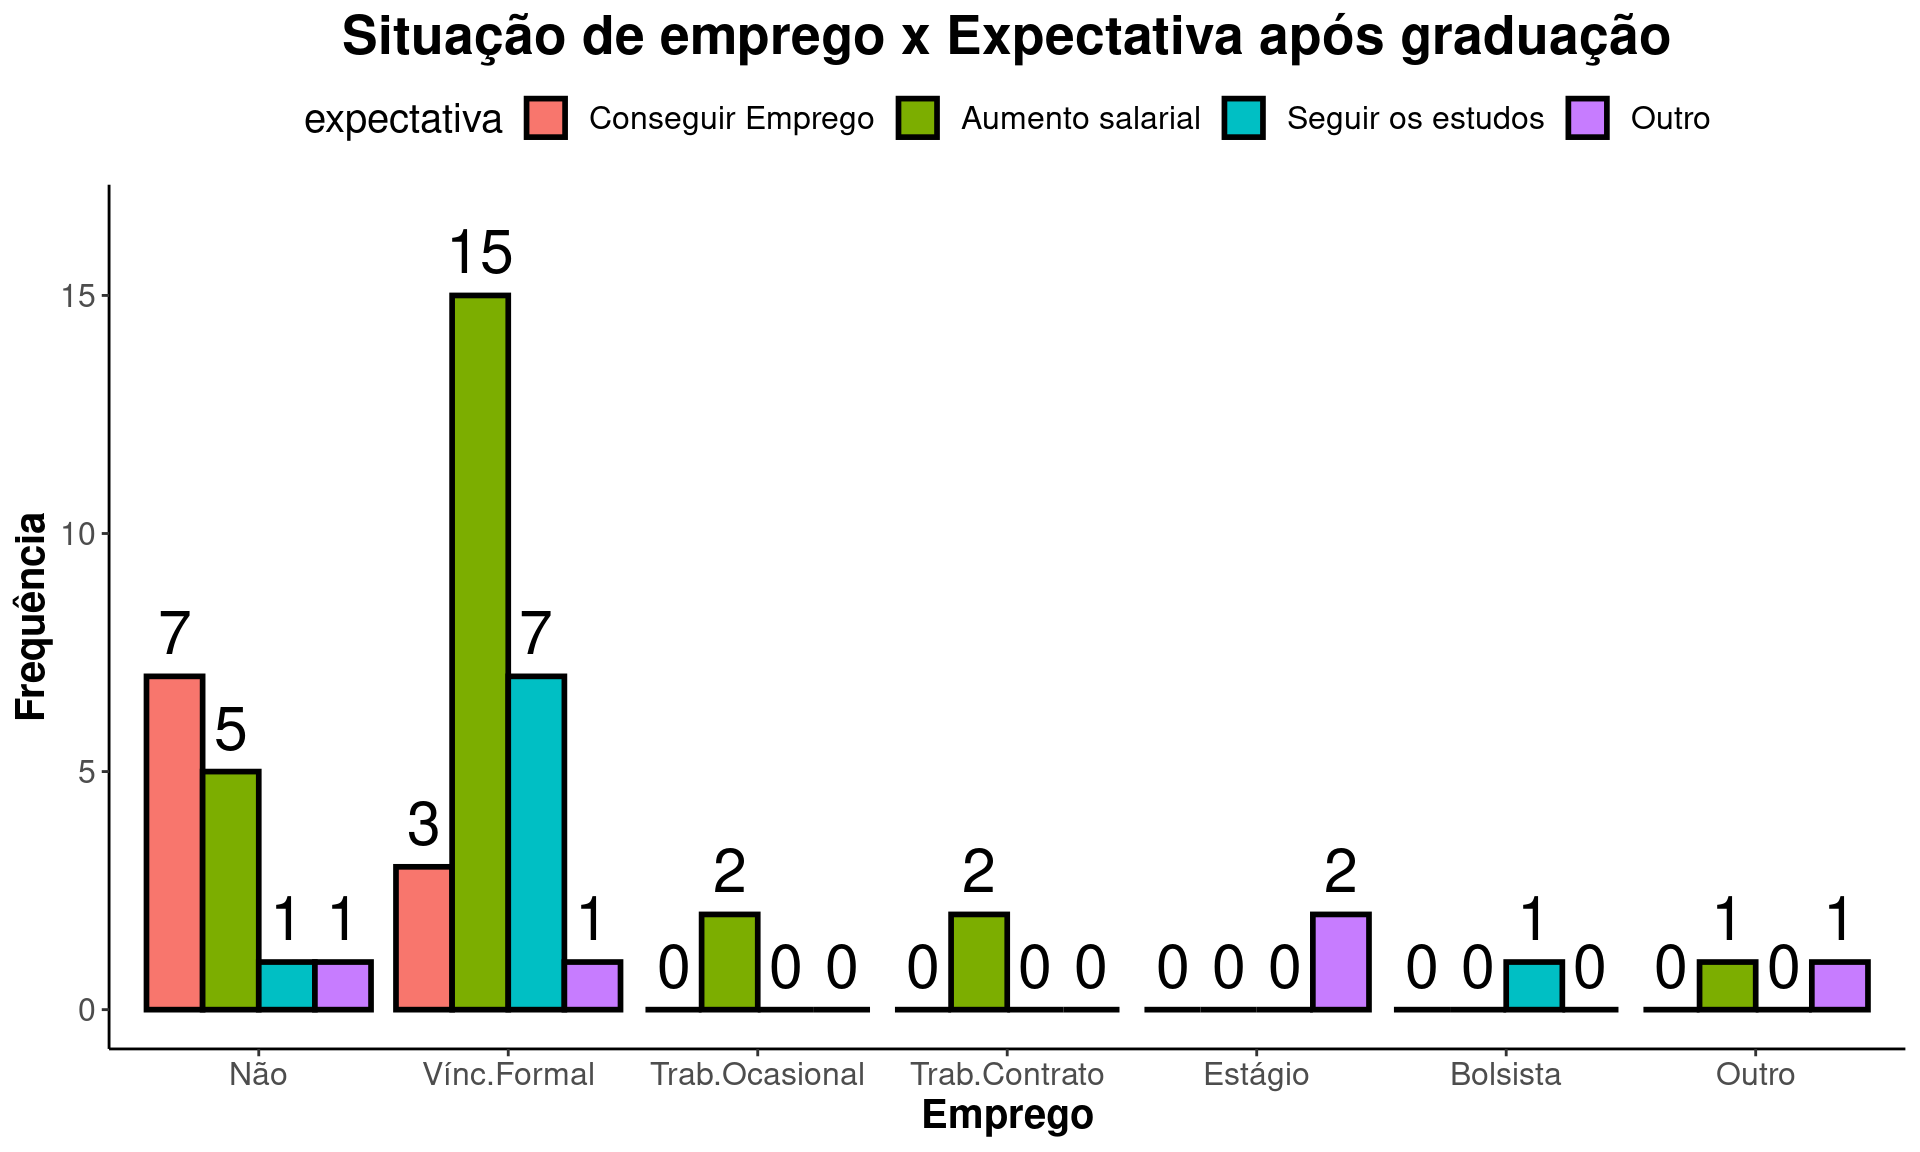 Situação de emprego x Expectativa após graduação
expectativa Conseguir Emprego Aumento salarial Seguir os estudos Outro
Frequência
15
10
5
0
7 5 1 1
3 15 7 1
0 2 0 0
0 2 0 0
0 0 0 2
0 0 1 0
0 1 0 1
Não Vínc.Formal Trab.Ocasional Trab.Contrato Estágio Bolsista Outro
Emprego